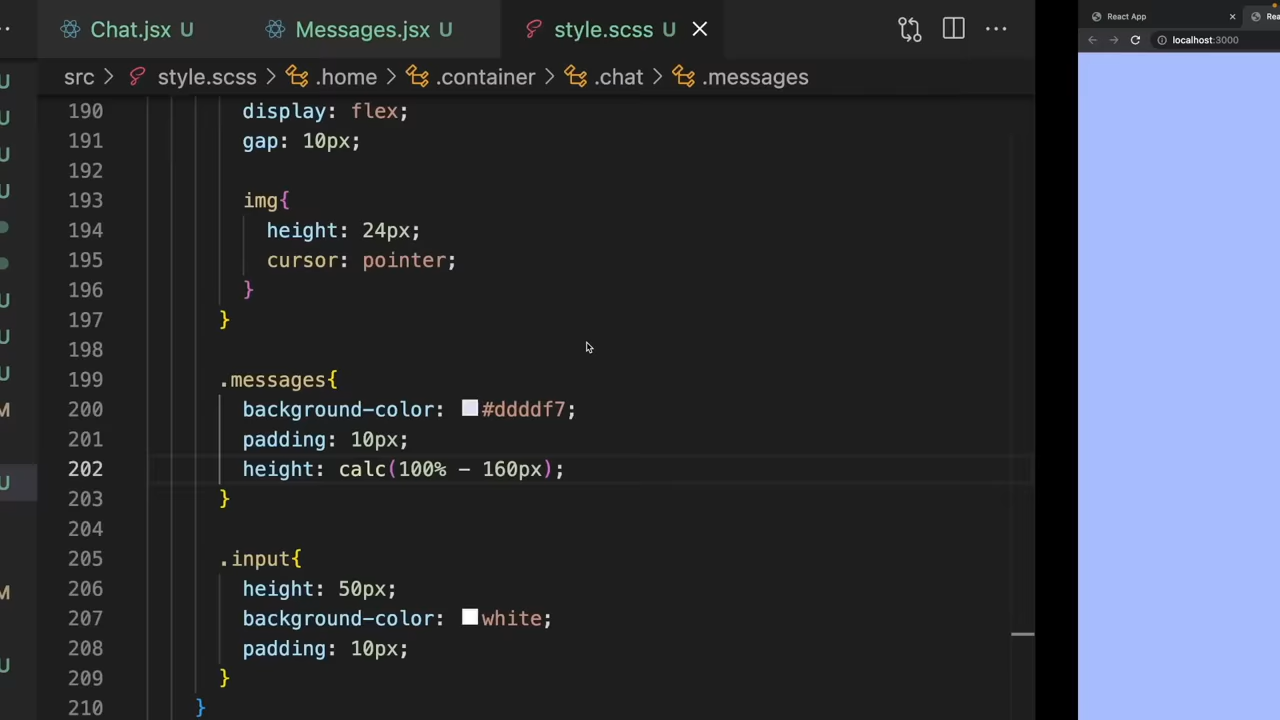 Chat.jsx U Messages.jsx U style.scss U
src > style.scss > .home > .container > .chat > .messages
190 display: flex;
191 gap: 10px;
192
193 img{
194 height: 24px;
195 cursor: pointer;
196 }
197 }
198
199 .messages{
200 background-color: #ddddf7;
201 padding: 10px;
202 height: calc(100% - 160px);
203 }
204
205 .input{
206 height: 50px;
207 background-color: white;
208 padding: 10px;
209 }
210 }
U
U
U
U
U
U
U
M
U
M
U
React App
Rea
localhost:3000